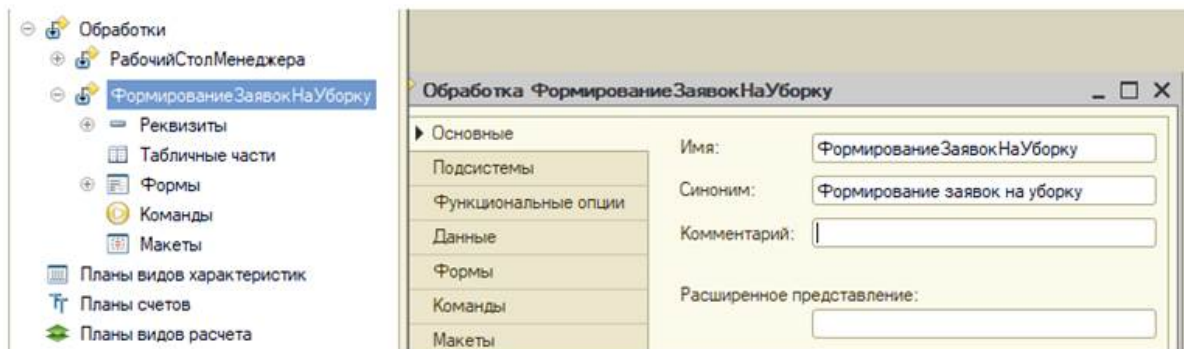 Обработки
РабочийСтолМенеджера
ФормированиеЗаявокНаУборку
Реквизиты
Табличные части
Формы
Команды
Макеты
Планы видов характеристик
Планы счетов
Планы видов расчета
Обработка ФормированиеЗаявокНаУборку
Основные
Подсистемы
Функциональные опции
Данные
Формы
Команды
Макеты
Имя: ФормированиеЗаявокНаУборку
Синоним: Формирование заявок на уборку
Комментарий:
Расширенное представление: